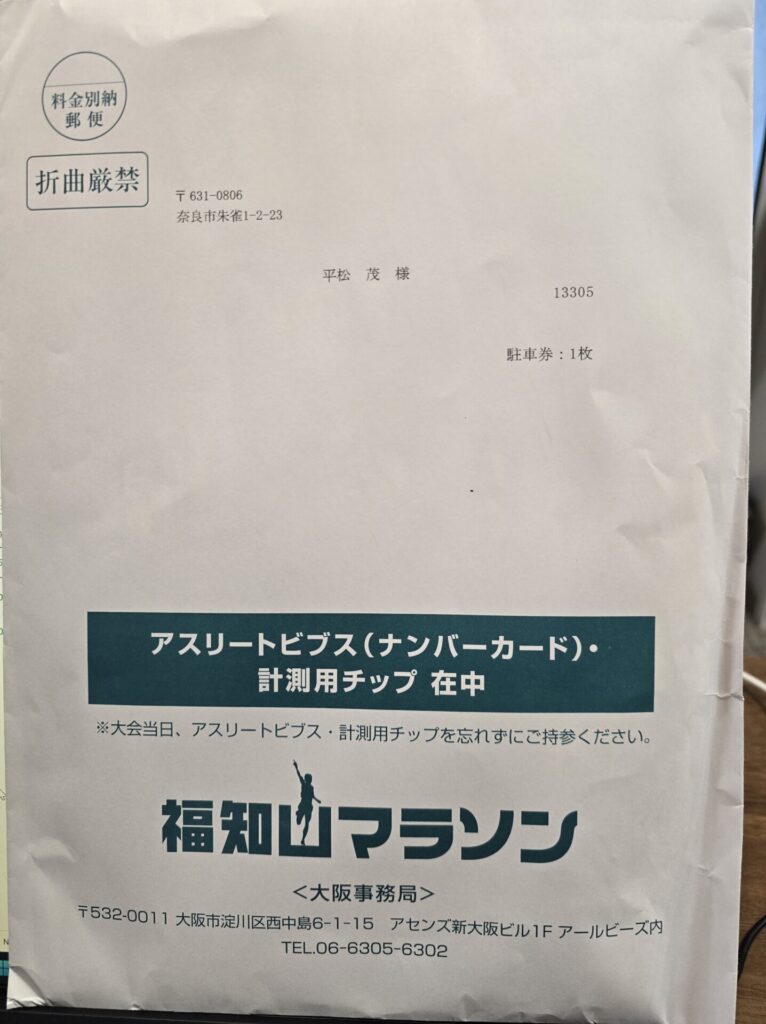 料金別納
郵便
折曲厳禁
〒631-0806
奈良市朱雀1-2-23
平松 茂 様
13305
駐車券：1枚
アスリートビブス（ナンバーカード）・
計測用チップ 在中
※大会当日、アスリートビブス・計測用チップを忘れずにご持参ください。
福知山マラソン
＜大阪事務局＞
〒532-0011 大阪市淀川区西中島6-1-15 アセンズ新大阪ビル1F アールビーズ内
TEL.06-6305-6302